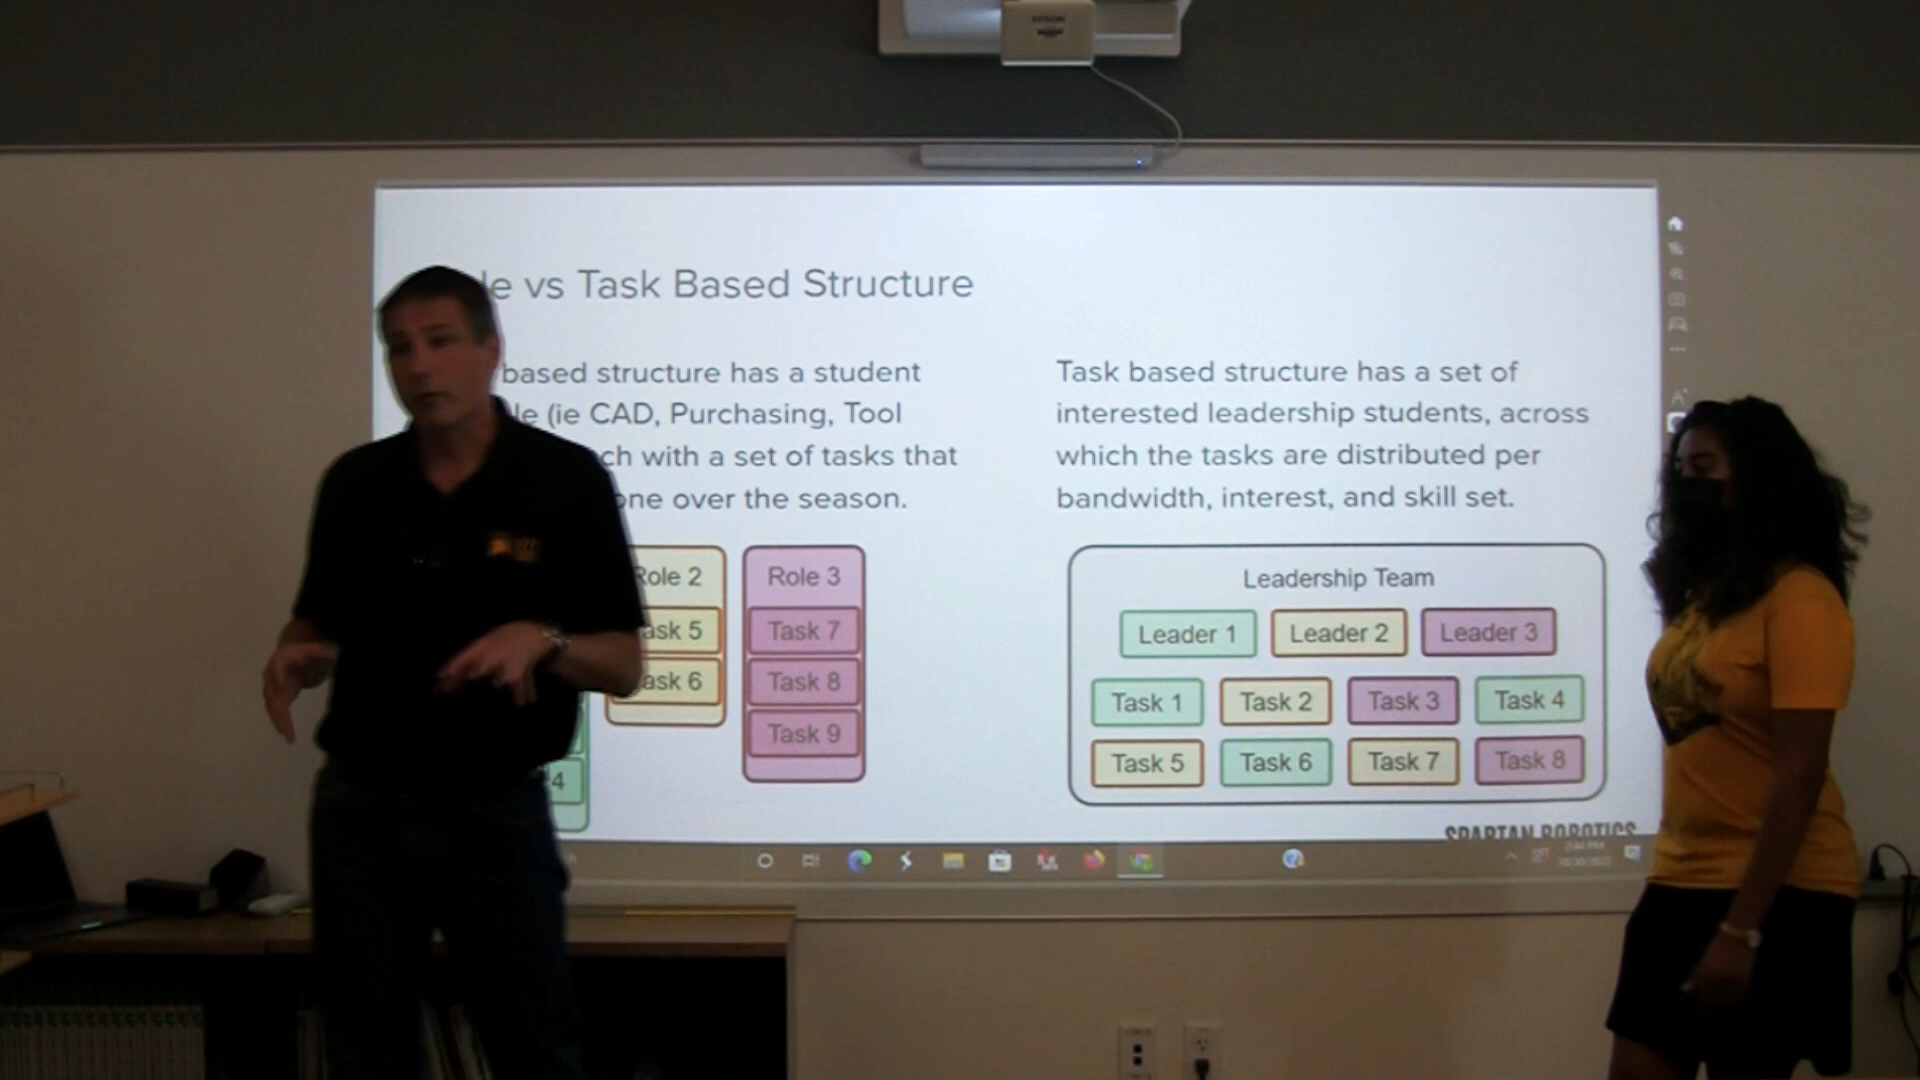 EPSON
le vs Task Based Structure
based structure has a student
le (ie CAD, Purchasing, Tool
ch with a set of tasks that
one over the season.
Role 2
Role 3
ask 5
Task 7
ask 6
Task 8
Task 9
4
Task based structure has a set of
interested leadership students, across
which the tasks are distributed per
bandwidth, interest, and skill set.
Leadership Team
Leader 1
Leader 2
Leader 3
Task 1
Task 2
Task 3
Task 4
Task 5
Task 6
Task 7
Task 8
SPARTAN ROBOTICS